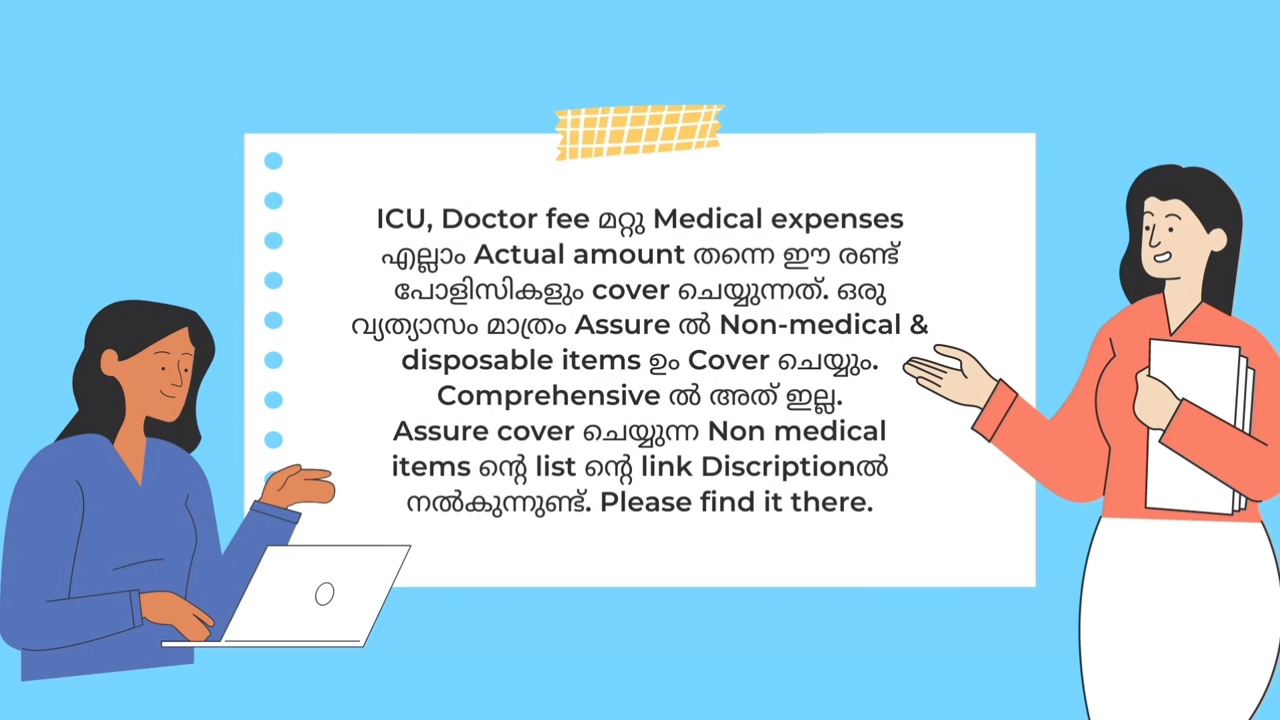 ICU, Doctor fee മറ്റു Medical expenses
എല്ലാം Actual amount തന്നെ ഈ രണ്ട്
പോളിസികളും cover ചെയ്യുന്നത്. ഒരു
വ്യത്യാസം മാത്രം Assure ൽ Non-medical &
disposable items ഉം Cover ചെയ്യും.
Comprehensive ൽ അത് ഇല്ല.
Assure cover ചെയ്യുന്ന Non medical
items ന്റെ list ന്റെ link Discriptionൽ
നൽകുന്നുണ്ട്. Please find it there.